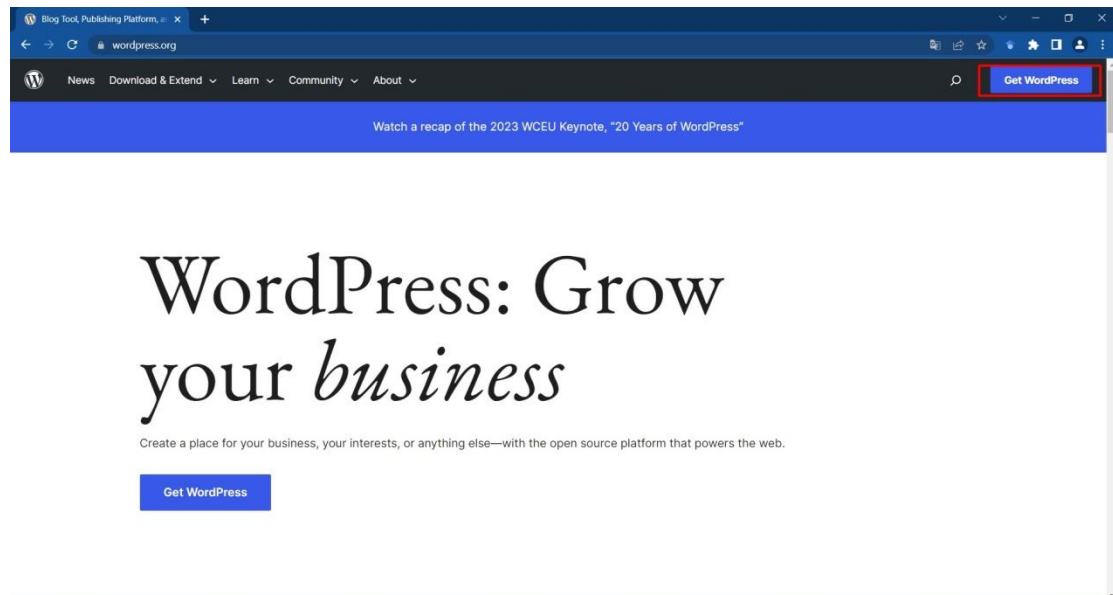 Blog Tool, Publishing Platform, a
wordpress.org
News Download & Extend Learn Community About Get WordPress
Watch a recap of the 2023 WCEU Keynote, "20 Years of WordPress"
WordPress: Grow
your business
Create a place for your business, your interests, or anything else—with the open source platform that powers the web.
Get WordPress